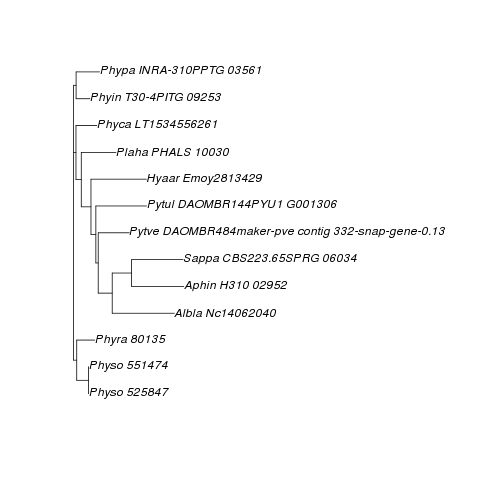 Phypa INRA-310PPTG 03561
Phyin T30-4PITG 09253
Phyca LT1534556261
Plaha PHALS 10030
Hyaar Emoy2813429
Pytul DAOMBR144PYU1 G001306
Pytve DAOMBR484maker-pve contig 332-snap-gene-0.13
Sappa CBS223.65SPRG 06034
Aphin H310 02952
Albla Nc14062040
Phyra 80135
Physo 551474
Physo 525847